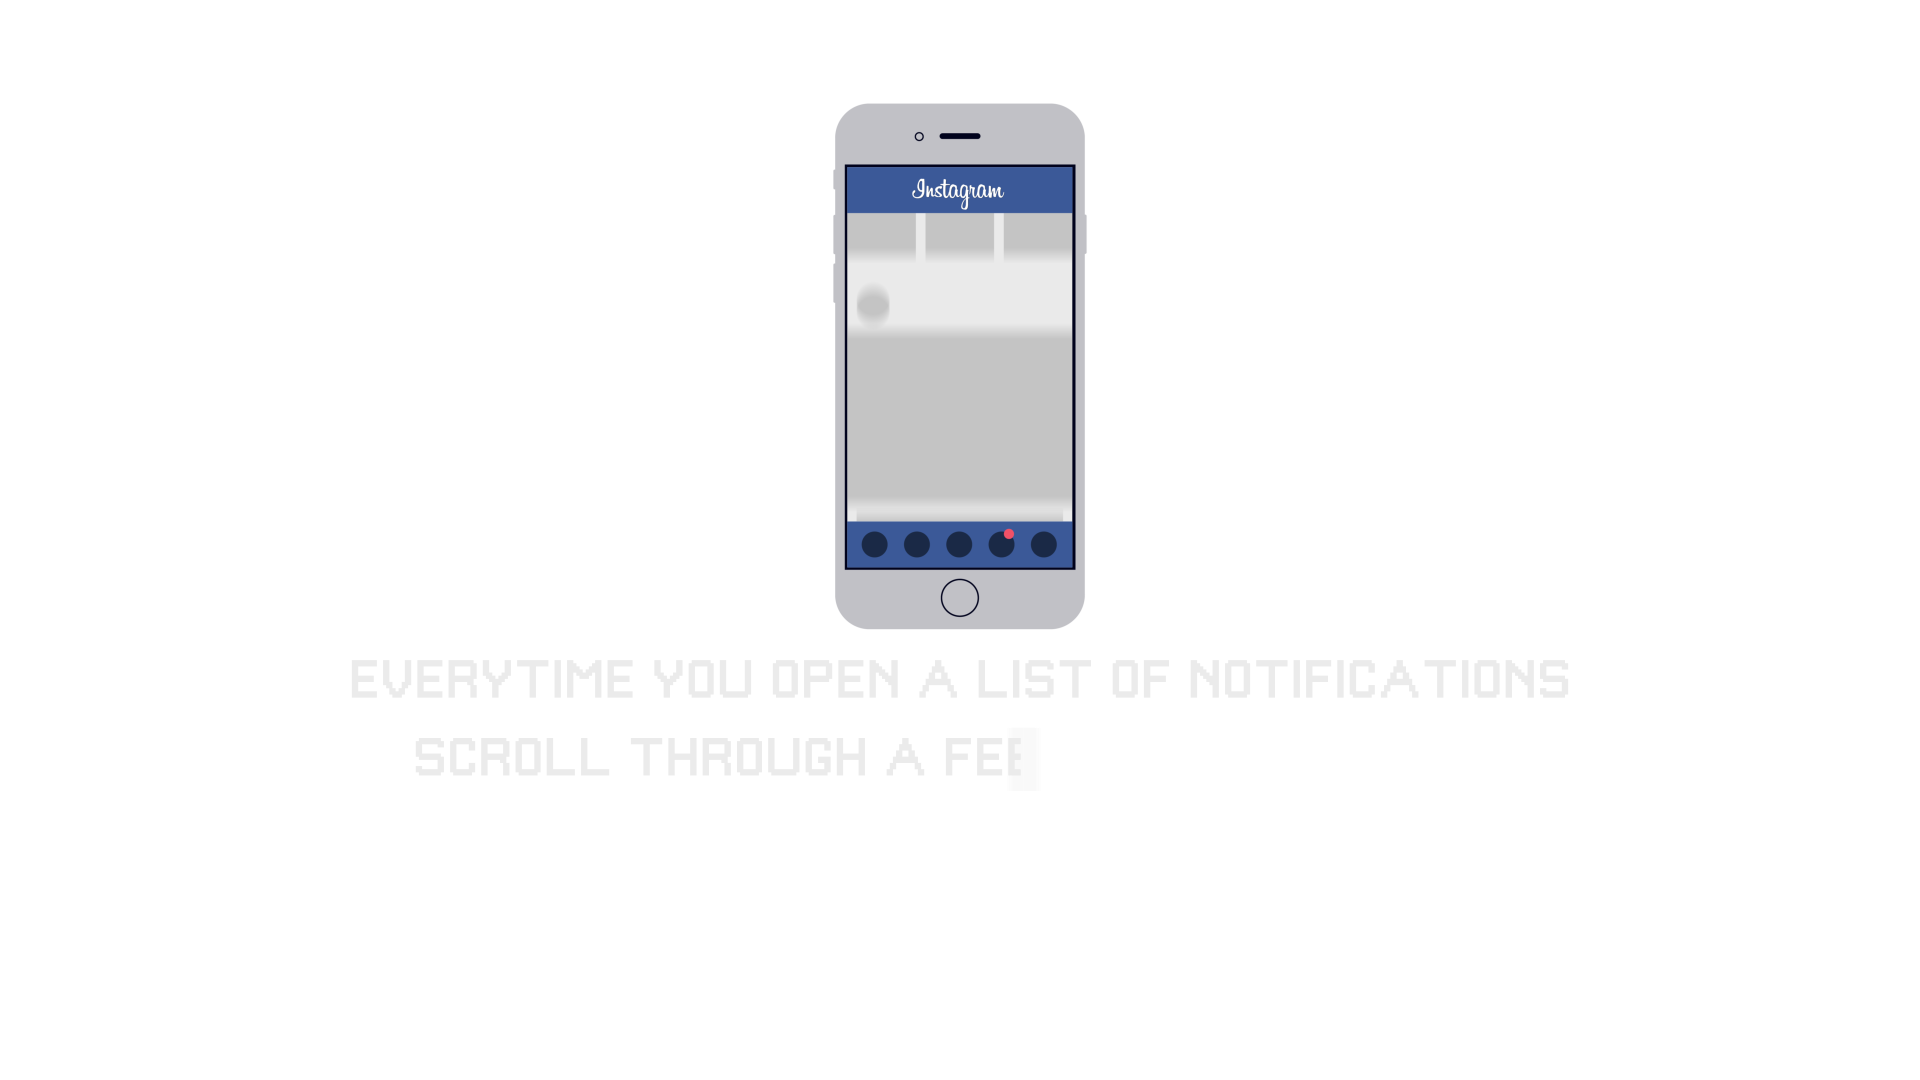 Instagram
EVERYTIME YOU OPEN A LIST OF NOTIFICATIONS
SCROLL THROUGH A